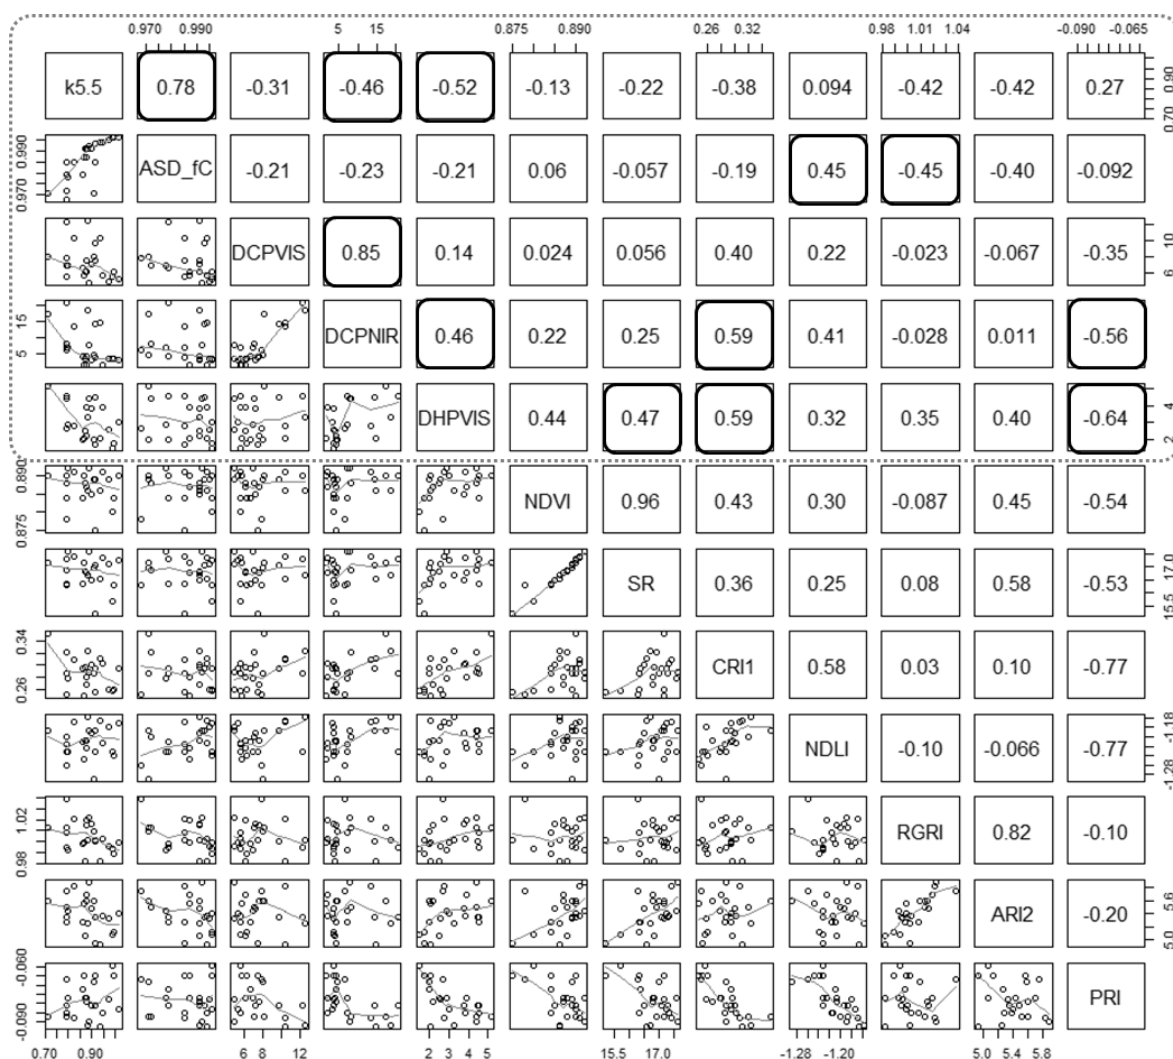 0.970 0.990 5 15 0.875 0.890 0.26 0.32 0.98 1.01 1.04 -0.090 -0.065
k5.5 0.78 -0.31 -0.46 -0.52 -0.13 -0.22 -0.38 0.094 -0.42 -0.42 0.27 0.70 0.90
0.970 0.990 ASD_fC -0.21 -0.23 -0.21 0.06 -0.057 -0.19 0.45 -0.45 -0.40 -0.092
DCPVIS 0.85 0.14 0.024 0.056 0.40 0.22 -0.023 -0.067 -0.35 6 10
5 15 DCPNIR 0.46 0.22 0.25 0.59 0.41 -0.028 0.011 -0.56
DHPVIS 0.44 0.47 0.59 0.32 0.35 0.40 -0.64 2 4
0.875 0.890 NDVI 0.96 0.43 0.30 -0.087 0.45 -0.54
SR 0.36 0.25 0.08 0.58 -0.53 15.5 17.0
0.26 0.34 CRI1 0.58 0.03 0.10 -0.77
NDLI -0.10 -0.066 -0.77 -1.28 -1.18
0.98 1.02 RGRI 0.82 -0.10
ARI2 -0.20 5.0 5.6
-0.090 -0.060 PRI
0.70 0.90 6 8 12 2 3 4 5 15.5 17.0 -1.28 -1.20 5.0 5.4 5.8